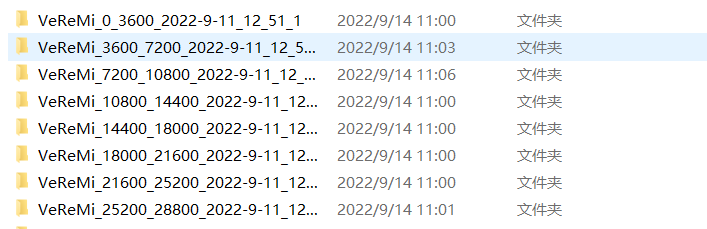 VeReMi_0_3600_2022-9-11_12_51_1 2022/9/14 11:00 文件夹
VeReMi_3600_7200_2022-9-11_12_5... 2022/9/14 11:03 文件夹
VeReMi_7200_10800_2022-9-11_12_... 2022/9/14 11:06 文件夹
VeReMi_10800_14400_2022-9-11_12... 2022/9/14 11:00 文件夹
VeReMi_14400_18000_2022-9-11_12... 2022/9/14 11:00 文件夹
VeReMi_18000_21600_2022-9-11_12... 2022/9/14 11:00 文件夹
VeReMi_21600_25200_2022-9-11_12... 2022/9/14 11:00 文件夹
VeReMi_25200_28800_2022-9-11_12... 2022/9/14 11:01 文件夹